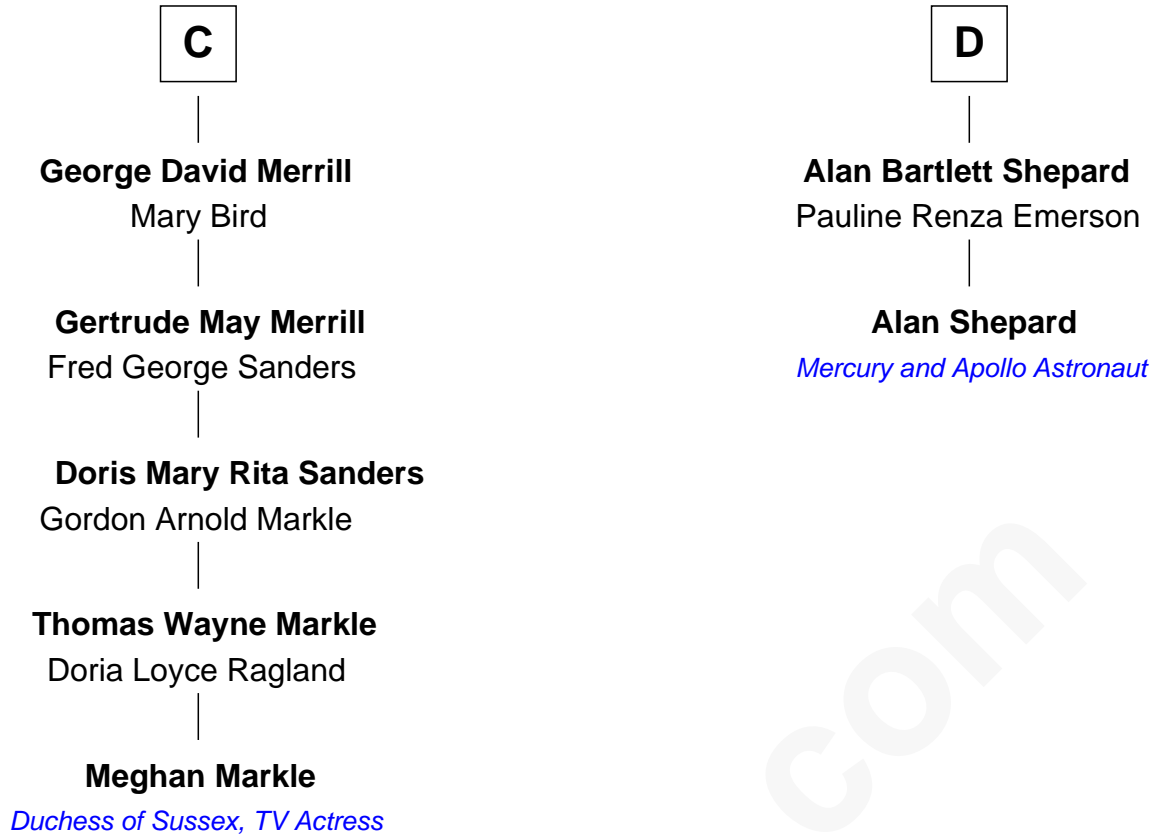 C
George David Merrill
Mary Bird
Gertrude May Merrill
Fred George Sanders
Doris Mary Rita Sanders
Gordon Arnold Markle
Thomas Wayne Markle
Doria Loyce Ragland
Meghan Markle
Duchess of Sussex, TV Actress
D
Alan Bartlett Shepard
Pauline Renza Emerson
Alan Shepard
Mercury and Apollo Astronaut
com